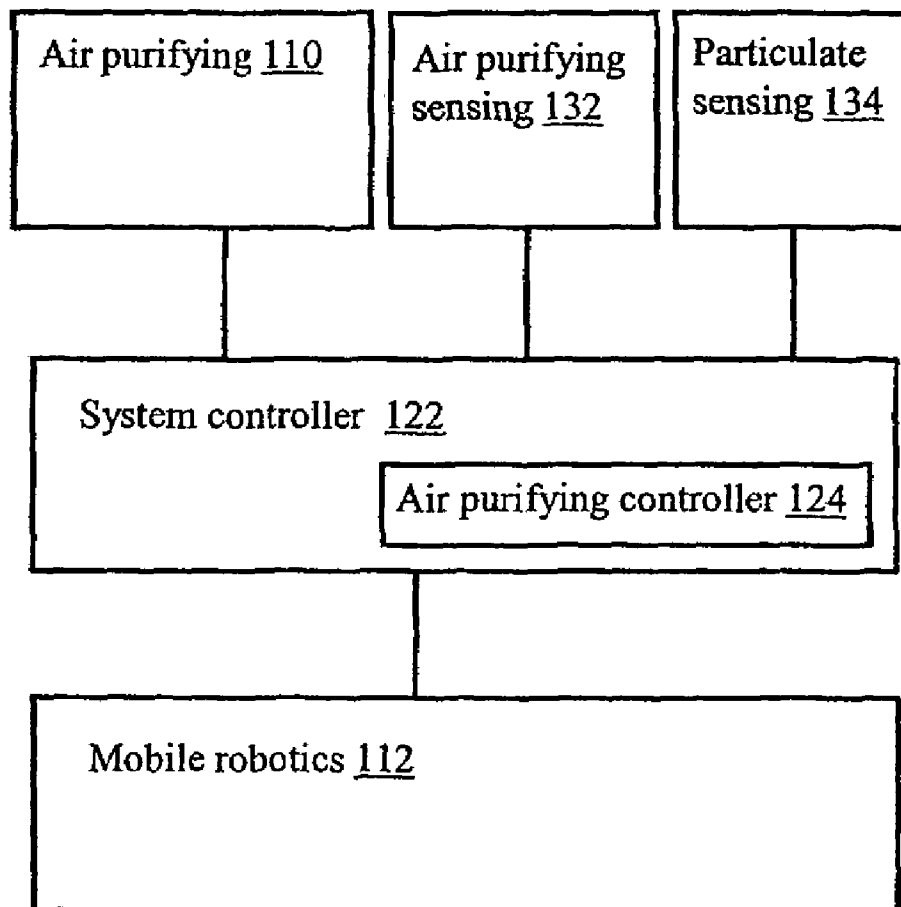 Air purifying 110
Air purifying
sensing 132
Particulate
sensing 134
System controller 122
Air purifying controller 124
Mobile robotics 112